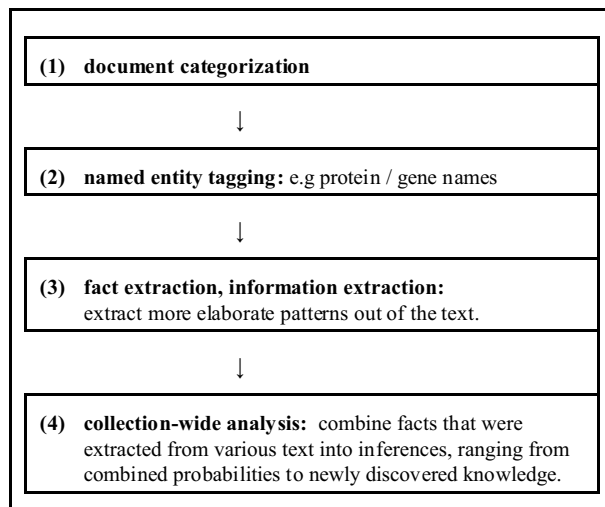 (1) document categorization
↓
(2) named entity tagging: e.g protein / gene names
↓
(3) fact extraction, information extraction:
extract more elaborate patterns out of the text.
↓
(4) collection-wide analysis: combine facts that were
extracted from various text into inferences, ranging from
combined probabilities to newly discovered knowledge.